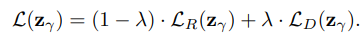 ℒ(𝐳_γ) = (1 − λ) · ℒ_R(𝐳_γ) + λ · ℒ_D(𝐳_γ).